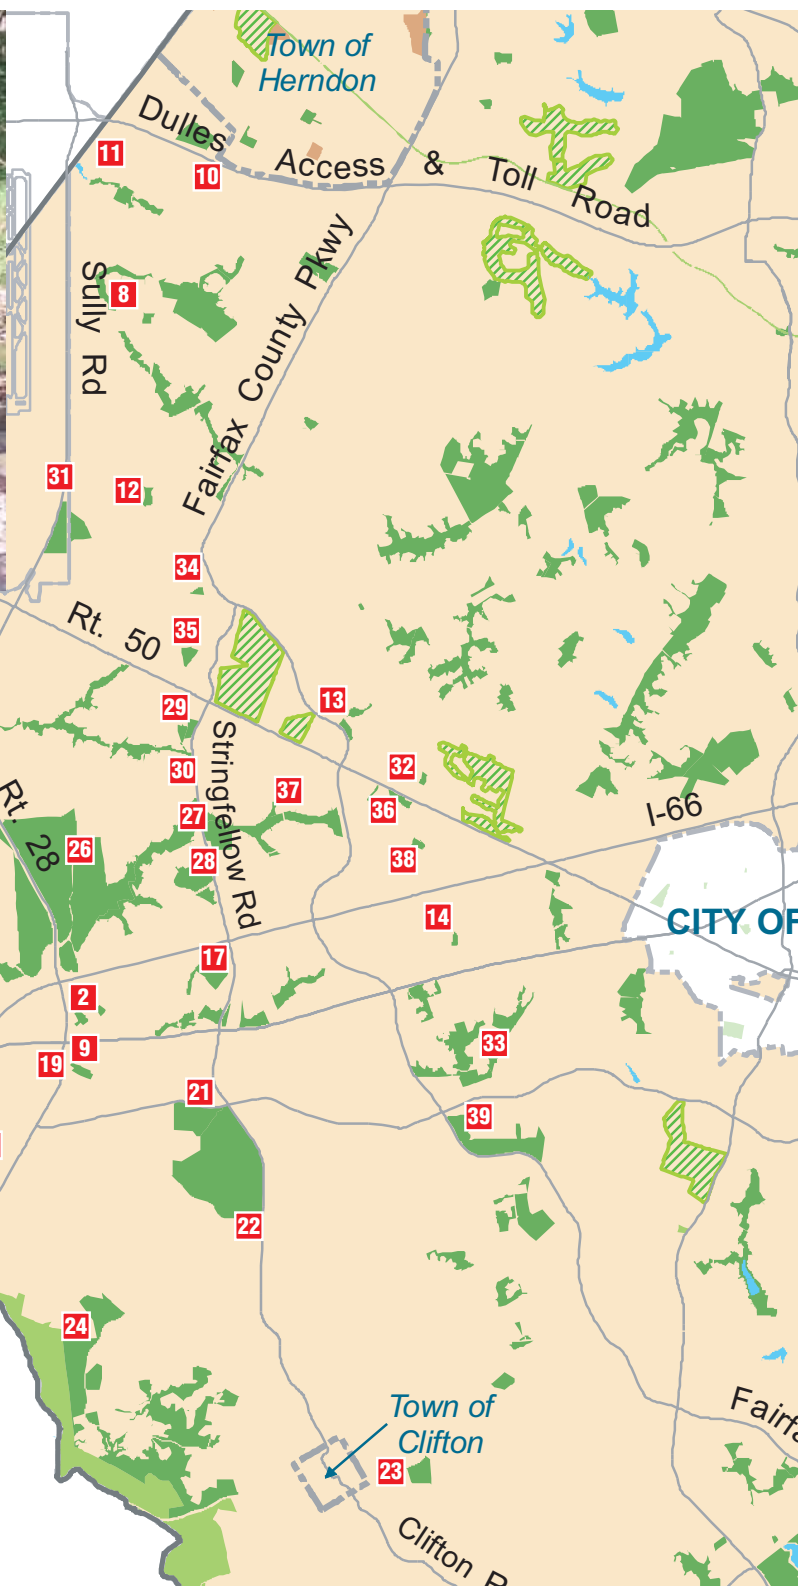 Town of
Herndon
Dulles Access & Toll Road
11
10
Sully Rd
8
Fairfax County Pkwy
31
12
34
Rt. 50
35
29
13
Stringfellow Rd
30
32
37
36
27
Rt. 28
26
28
38
I-66
14
CITY OF
17
2
33
9
19
21
39
22
24
Town of
Clifton
23
Clifton